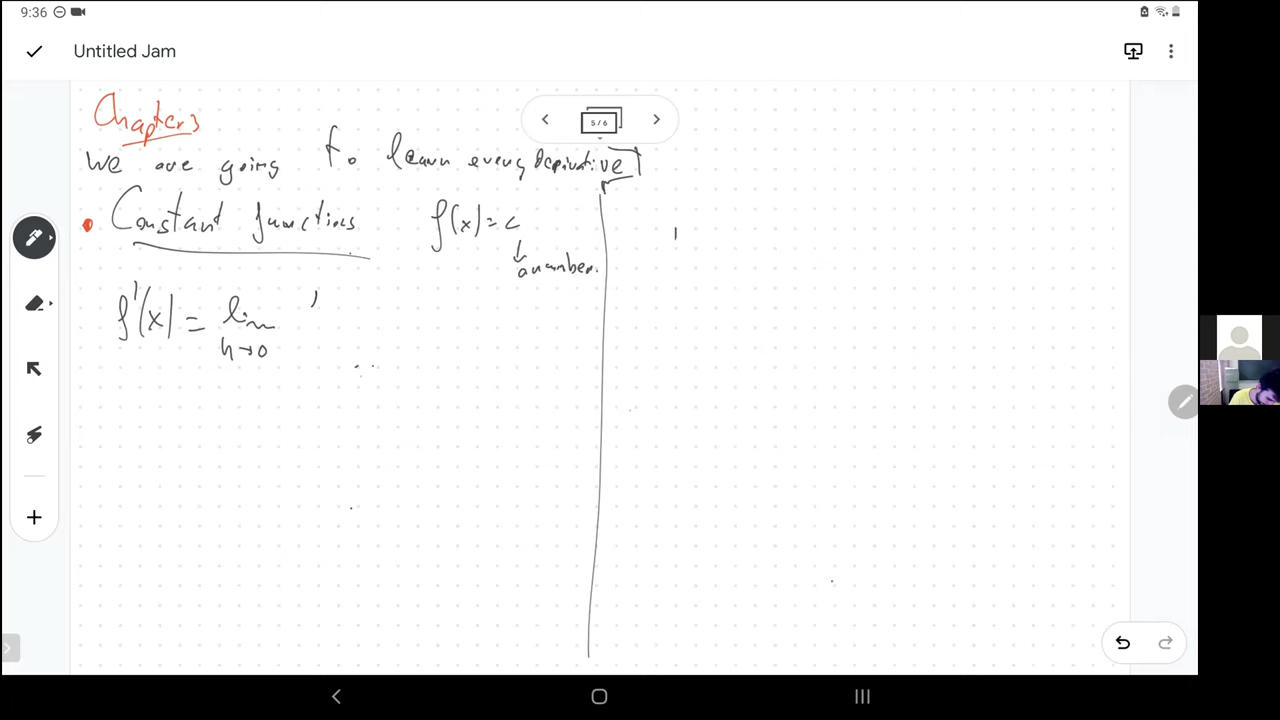 9:36
Untitled Jam
Chapter 3
5/6
We are going to learn every derivative
Constant functions f(x) = c
a number.
f'(x) = lim
h→0